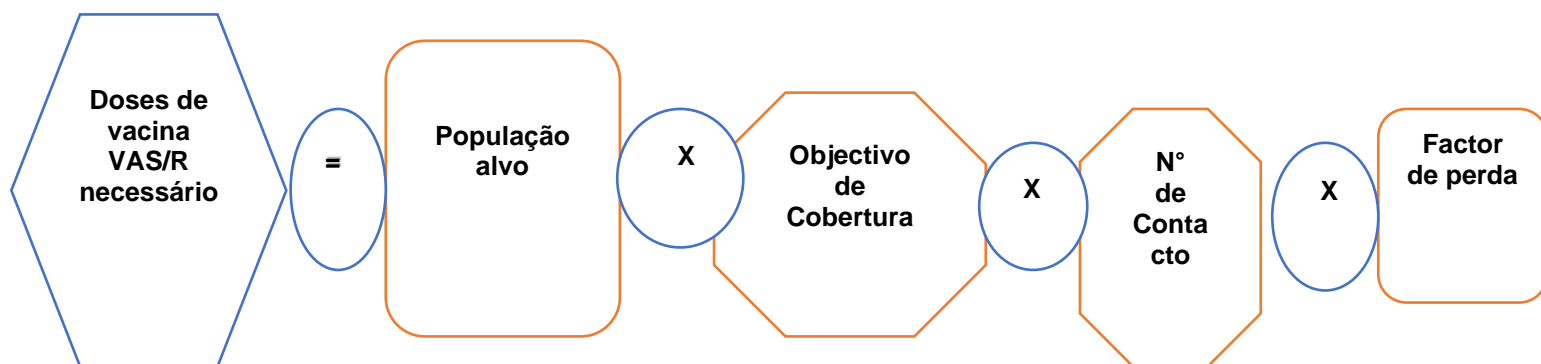 Doses de
vacina
VAS/R
necessário
=
População
alvo
X
Objectivo
de
Cobertura
X
N°
de
Conta
cto
X
Factor
de perda